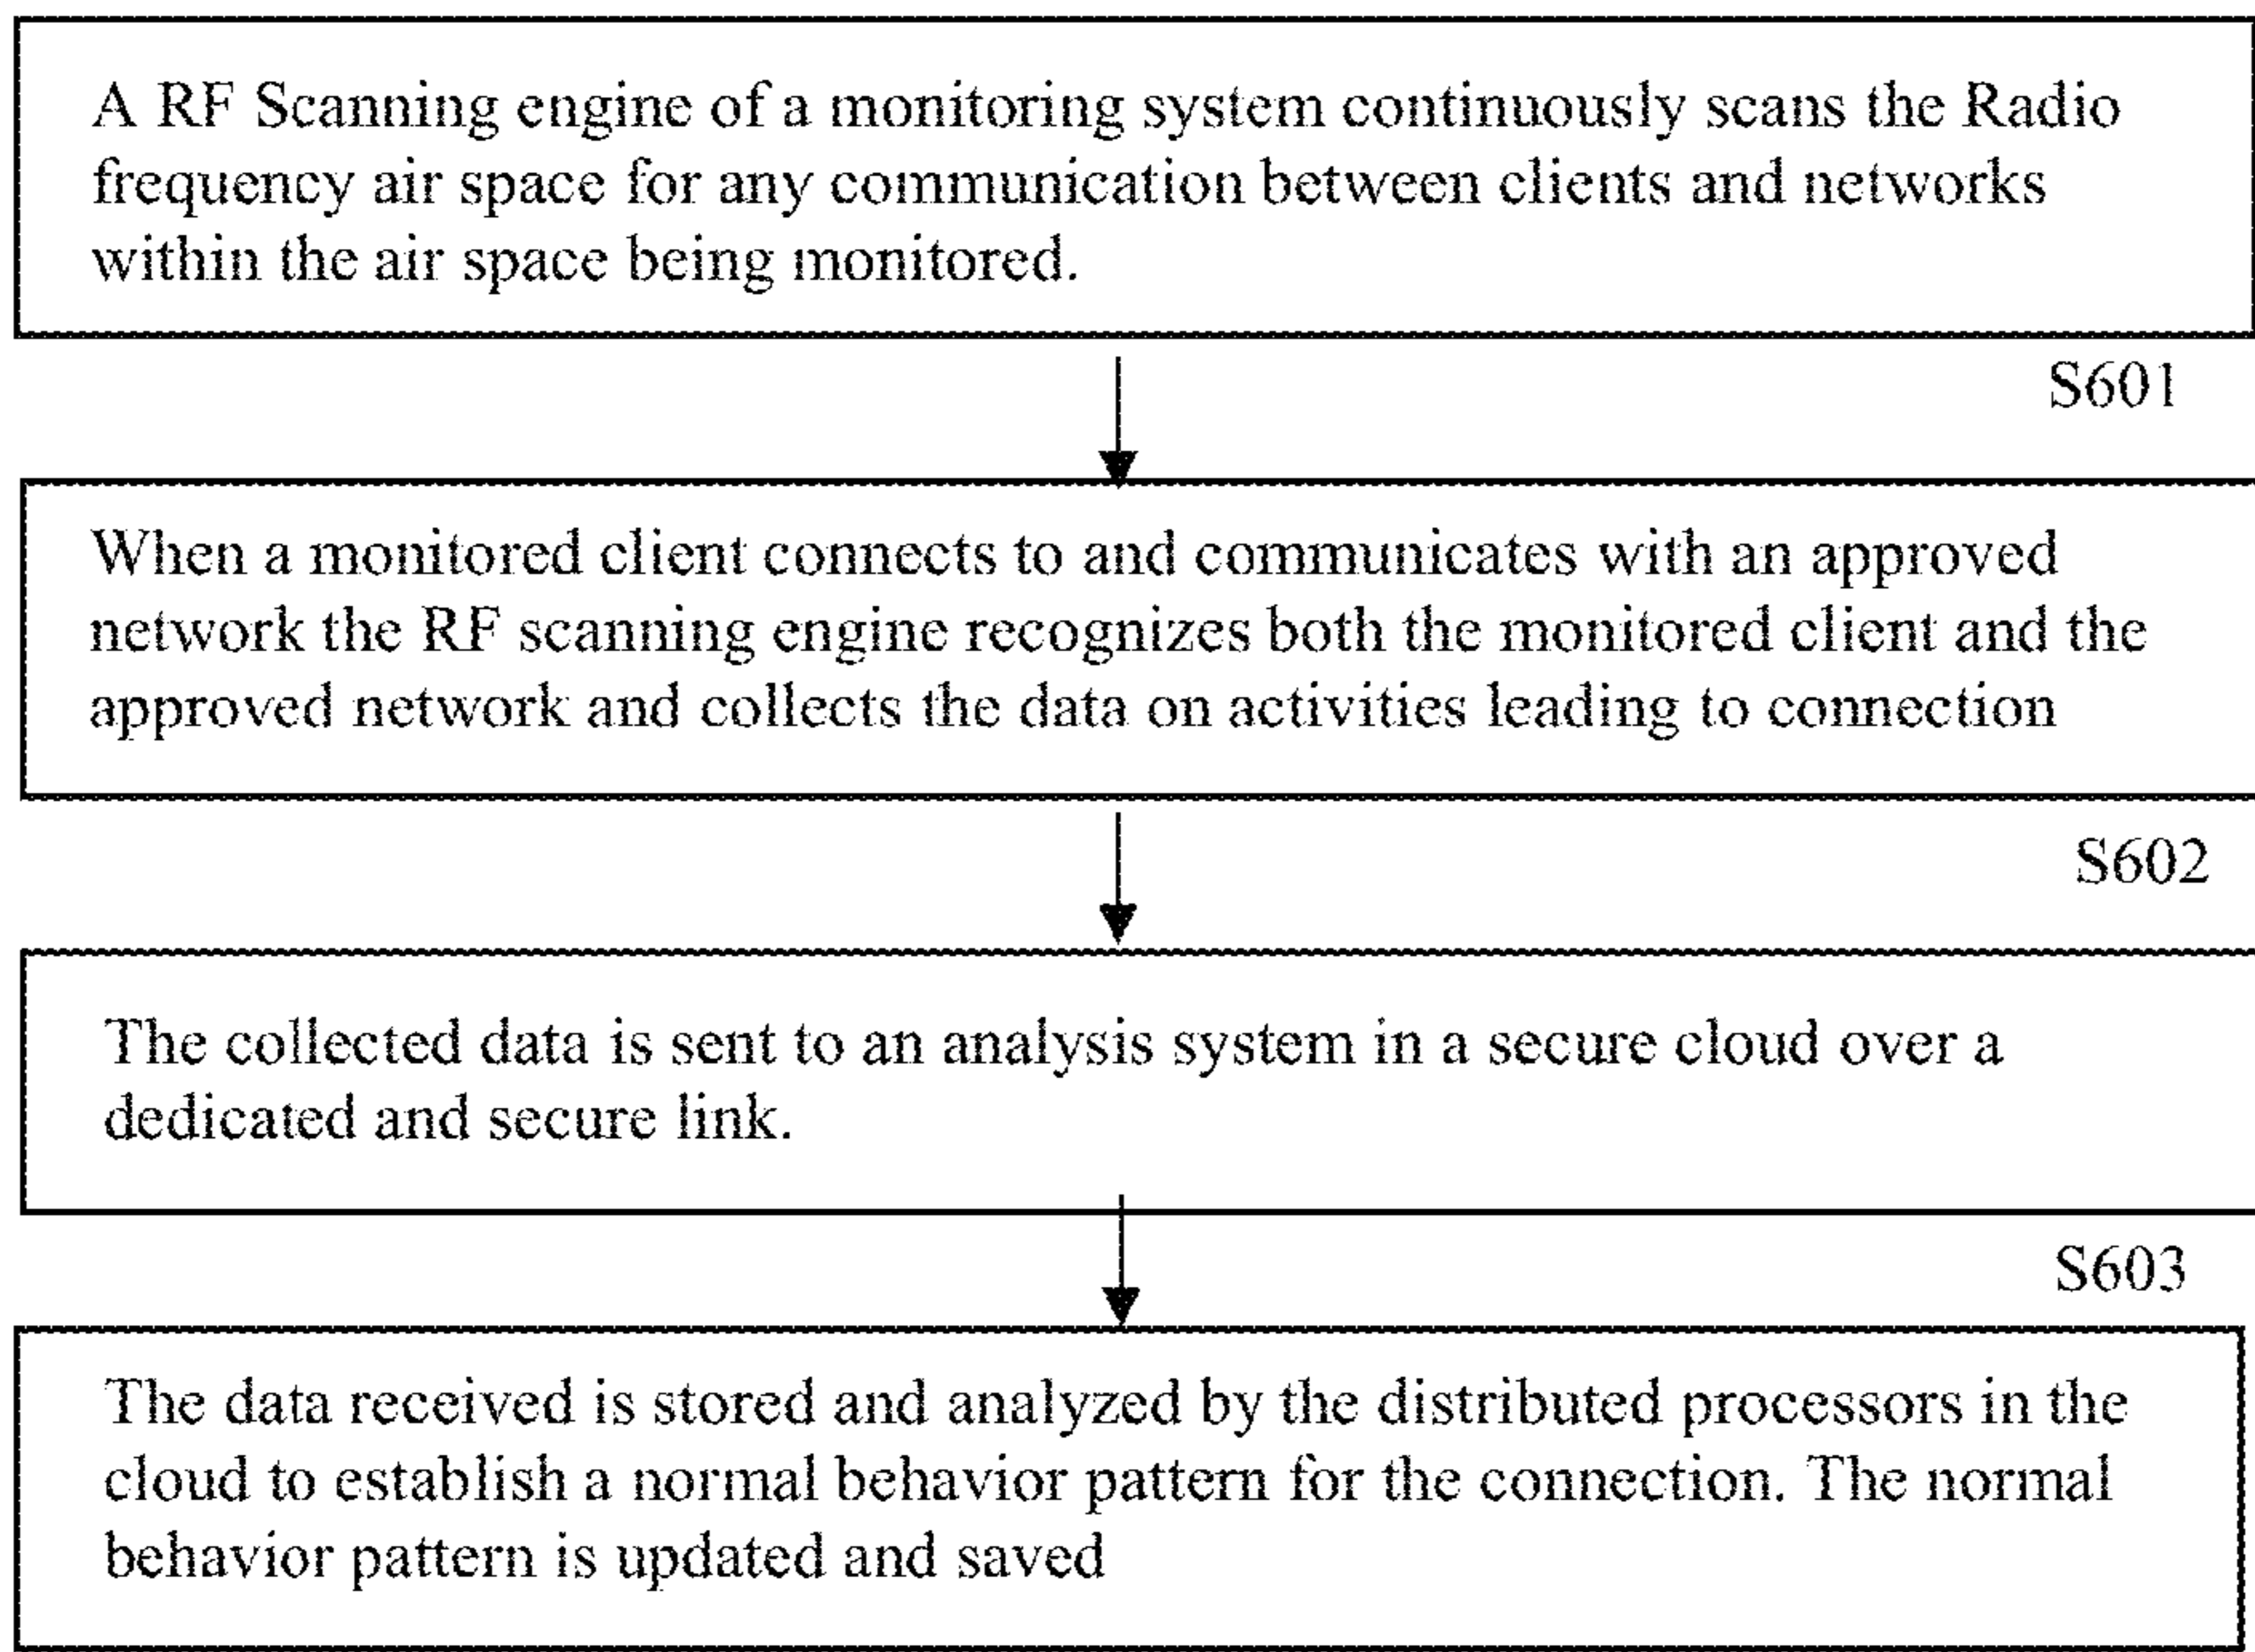 A RF Scanning engine of a monitoring system continuously scans the Radio
frequency air space for any communication between clients and networks
within the air space being monitored.
S601
When a monitored client connects to and communicates with an approved
network the RF scanning engine recognizes both the monitored client and the
approved network and collects the data on activities leading to connection
S602
The collected data is sent to an analysis system in a secure cloud over a
dedicated and secure link.
S603
The data received is stored and analyzed by the distributed processors in the
cloud to establish a normal behavior pattern for the connection. The normal
behavior pattern is updated and saved